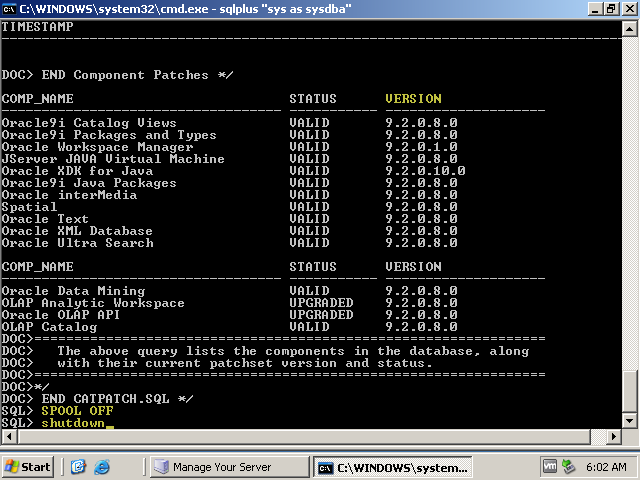 C:\WINDOWS\system32\cmd.exe - sqlplus "sys as sysdba"
TIMESTAMP
--------------------------------------------------------------------------------
DOC> END Component Patches */
COMP_NAME STATUS VERSION
----------------------------------- ----------- --------------------
Oracle9i Catalog Views VALID 9.2.0.8.0
Oracle9i Packages and Types VALID 9.2.0.8.0
Oracle Workspace Manager VALID 9.2.0.1.0
JServer JAVA Virtual Machine VALID 9.2.0.8.0
Oracle XDK for Java VALID 9.2.0.10.0
Oracle9i Java Packages VALID 9.2.0.8.0
Oracle interMedia VALID 9.2.0.8.0
Spatial VALID 9.2.0.8.0
Oracle Text VALID 9.2.0.8.0
Oracle XML Database VALID 9.2.0.8.0
Oracle Ultra Search VALID 9.2.0.8.0
COMP_NAME STATUS VERSION
----------------------------------- ----------- --------------------
Oracle Data Mining VALID 9.2.0.8.0
OLAP Analytic Workspace UPGRADED 9.2.0.8.0
Oracle OLAP API UPGRADED 9.2.0.8.0
OLAP Catalog VALID 9.2.0.8.0
DOC>================================================================
DOC> The above query lists the components in the database, along
DOC> with their current patchset version and status.
DOC>================================================================
DOC>*/
DOC> END CATPATCH.SQL */
SQL> SPOOL OFF
SQL> shutdown_
Start Manage Your Server C:\WINDOWS\system... vm 6:02 AM